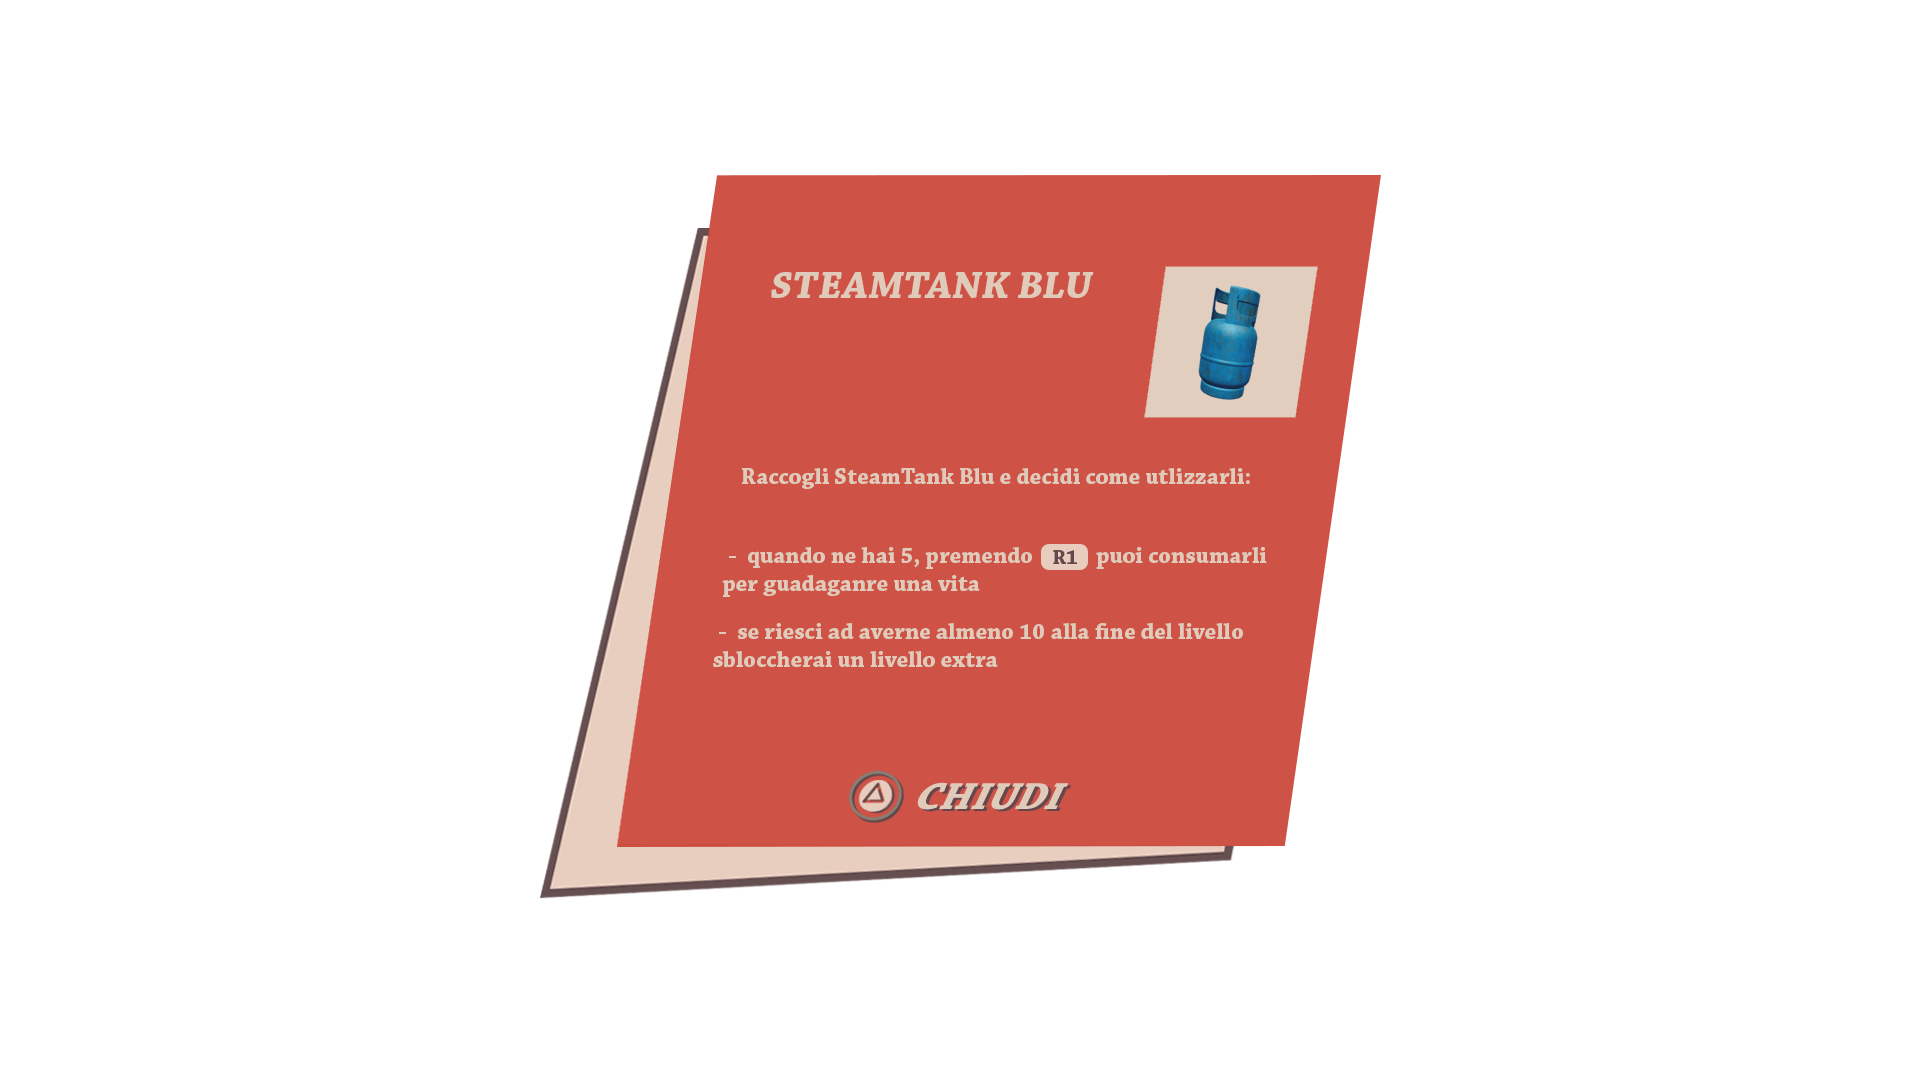 STEAMTANK BLU
Raccogli SteamTank Blu e decidi come utlizzarli:
- quando ne hai 5, premendo R1 puoi consumarli
per guadaganre una vita
- se riesci ad averne almeno 10 alla fine del livello
sbloccherai un livello extra
CHIUDI